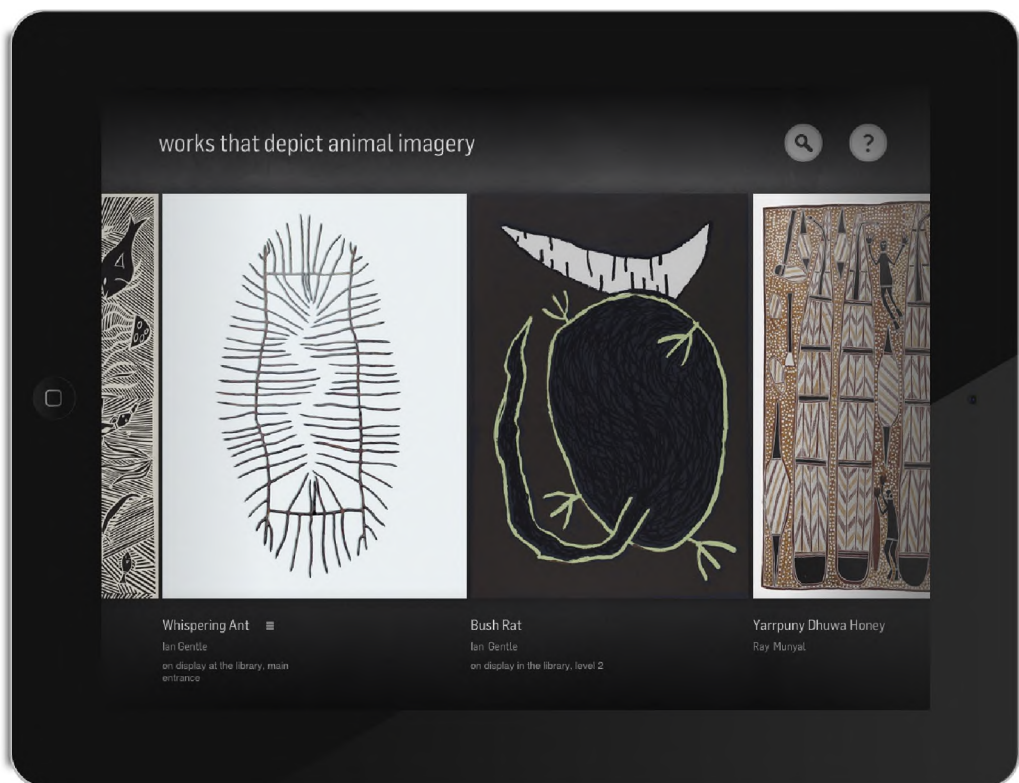 works that depict animal imagery
?
Whispering Ant
Ian Gentle
on display at the library, main
entrance
Bush Rat
Ian Gentle
on display in the library, level 2
Yarrpuny Dhuwa Honey
Ray Munyal